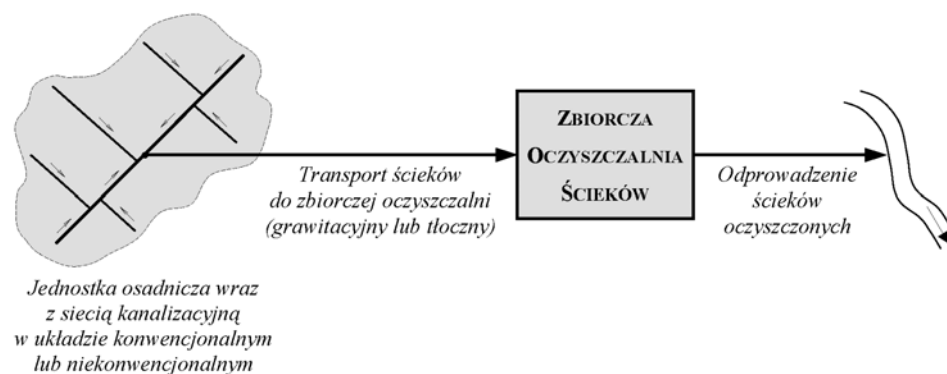 Zbiorcza
Oczyszczalnia
Ścieków
Transport ścieków
do zbiorczej oczyszczalni
(grawitacyjny lub tłoczny)
Odprowadzenie
ścieków
oczyszczonych
Jednostka osadnicza wraz
z siecią kanalizacyjną
w układzie konwencjonalnym
lub niekonwencjonalnym